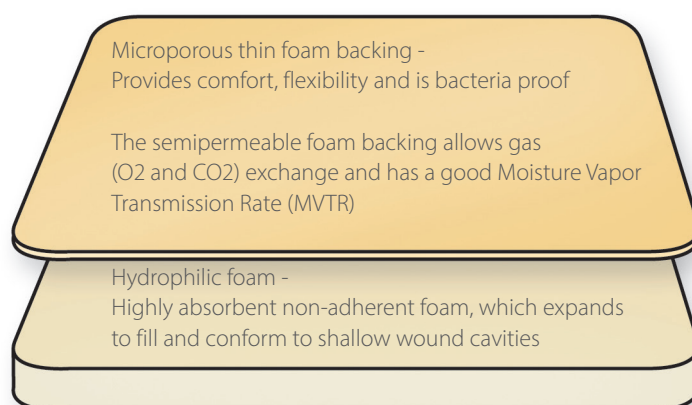 Microporous thin foam backing -
Provides comfort, flexibility and is bacteria proof
The semipermeable foam backing allows gas
(O2 and CO2) exchange and has a good Moisture Vapor
Transmission Rate (MVTR)
Hydrophilic foam -
Highly absorbent non-adherent foam, which expands
to fill and conform to shallow wound cavities